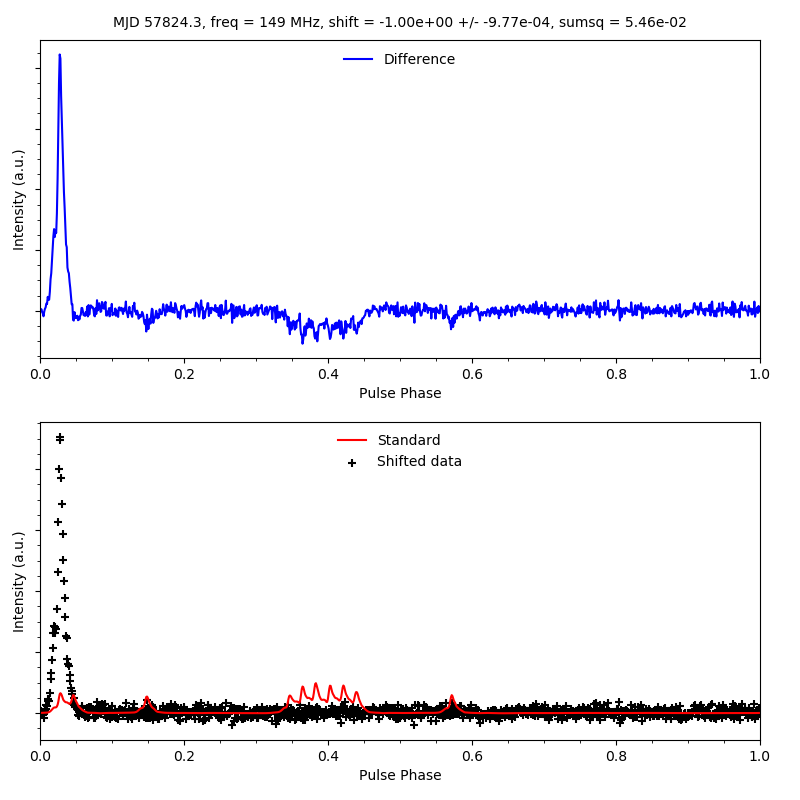 MJD 57824.3, freq = 149 MHz, shift = -1.00e+00 +/- -9.77e-04, sumsq = 5.46e-02
Difference
Intensity (a.u.)
0.0 0.2 0.4 0.6 0.8 1.0
Pulse Phase
Standard
Shifted data
Intensity (a.u.)
0.0 0.2 0.4 0.6 0.8 1.0
Pulse Phase